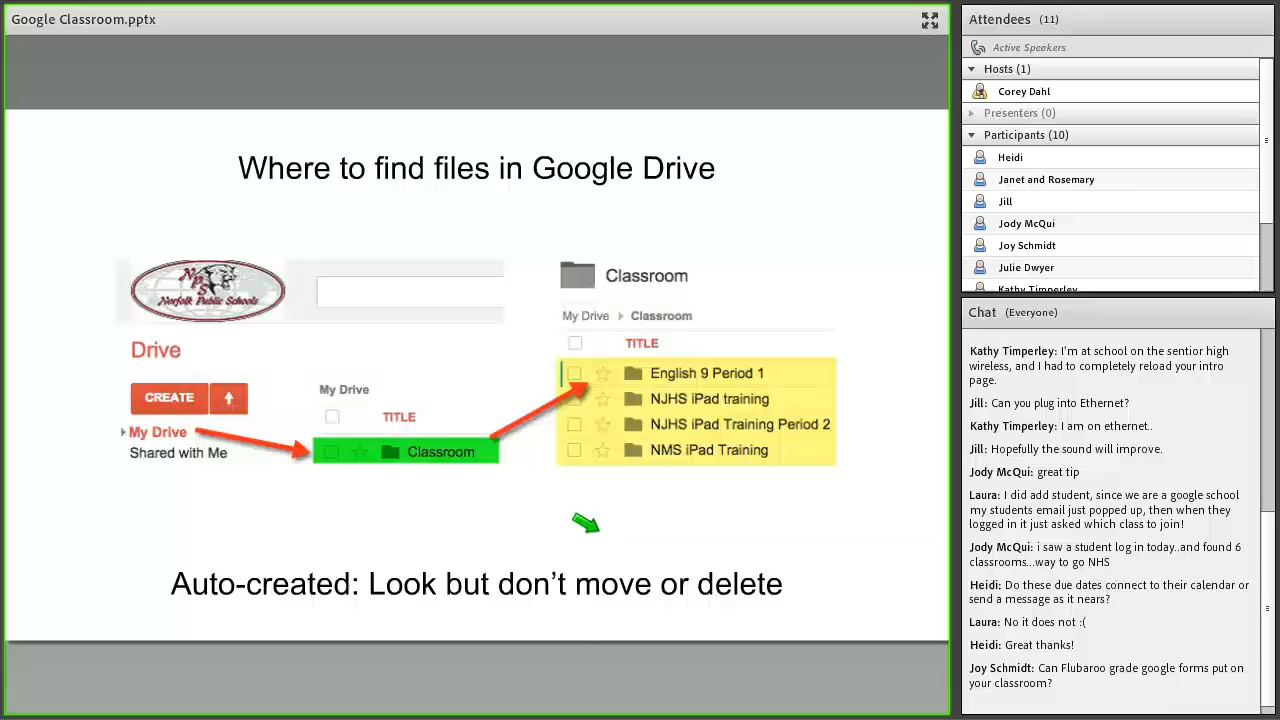 Google Classroom.pptx
Where to find files in Google Drive
NPS
Norfolk Public Schools
Drive
CREATE
My Drive
Shared with Me
My Drive
TITLE
Classroom
Classroom
My Drive Classroom
TITLE
English 9 Period 1
NJHS iPad training
NJHS iPad Training Period 2
NMS iPad Training
Auto-created: Look but don’t move or delete
Attendees (11)
Active Speakers
Hosts (1)
Corey Dahl
Presenters (0)
Participants (10)
Heidi
Janet and Rosemary
Jill
Jody McQui
Joy Schmidt
Julie Dwyer
Kathy Timperley
Chat (Everyone)
Kathy Timperley: I'm at school on the sentior high
wireless, and I had to completely reload your intro
page.
Jill: Can you plug into Ethernet?
Kathy Timperley: I am on ethernet..
Jill: Hopefully the sound will improve.
Jody McQui: great tip
Laura: I did add student, since we are a google school
my students email just popped up, then when they
logged in it just asked which class to join!
Jody McQui: i saw a student log in today..and found 6
classrooms...way to go NHS
Heidi: Do these due dates connect to their calendar or
send a message as it nears?
Laura: No it does not :(
Heidi: Great thanks!
Joy Schmidt: Can Flubaroo grade google forms put on
your classroom?